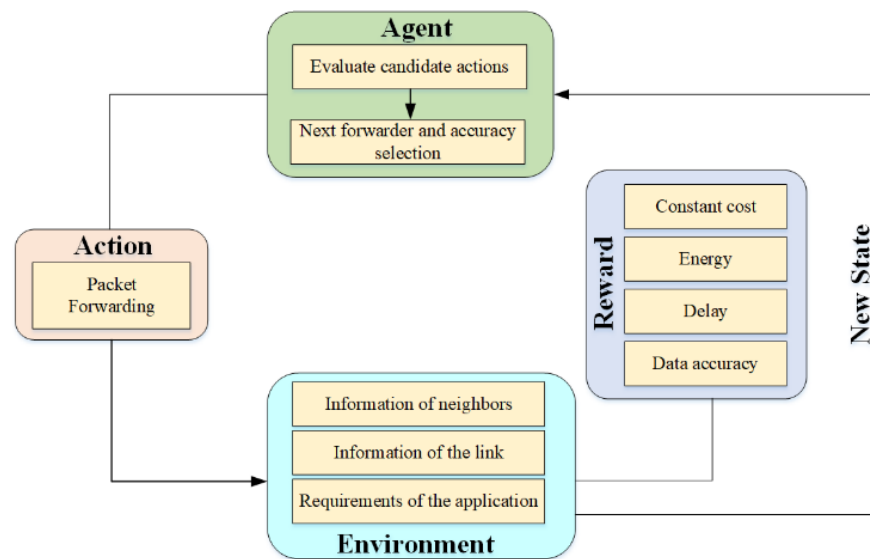 Agent
Evaluate candidate actions
Next forwarder and accuracy
selection
Action
Packet
Forwarding
Reward
Constant cost
Energy
Delay
Data accuracy
New State
Information of neighbors
Information of the link
Requirements of the application
Environment